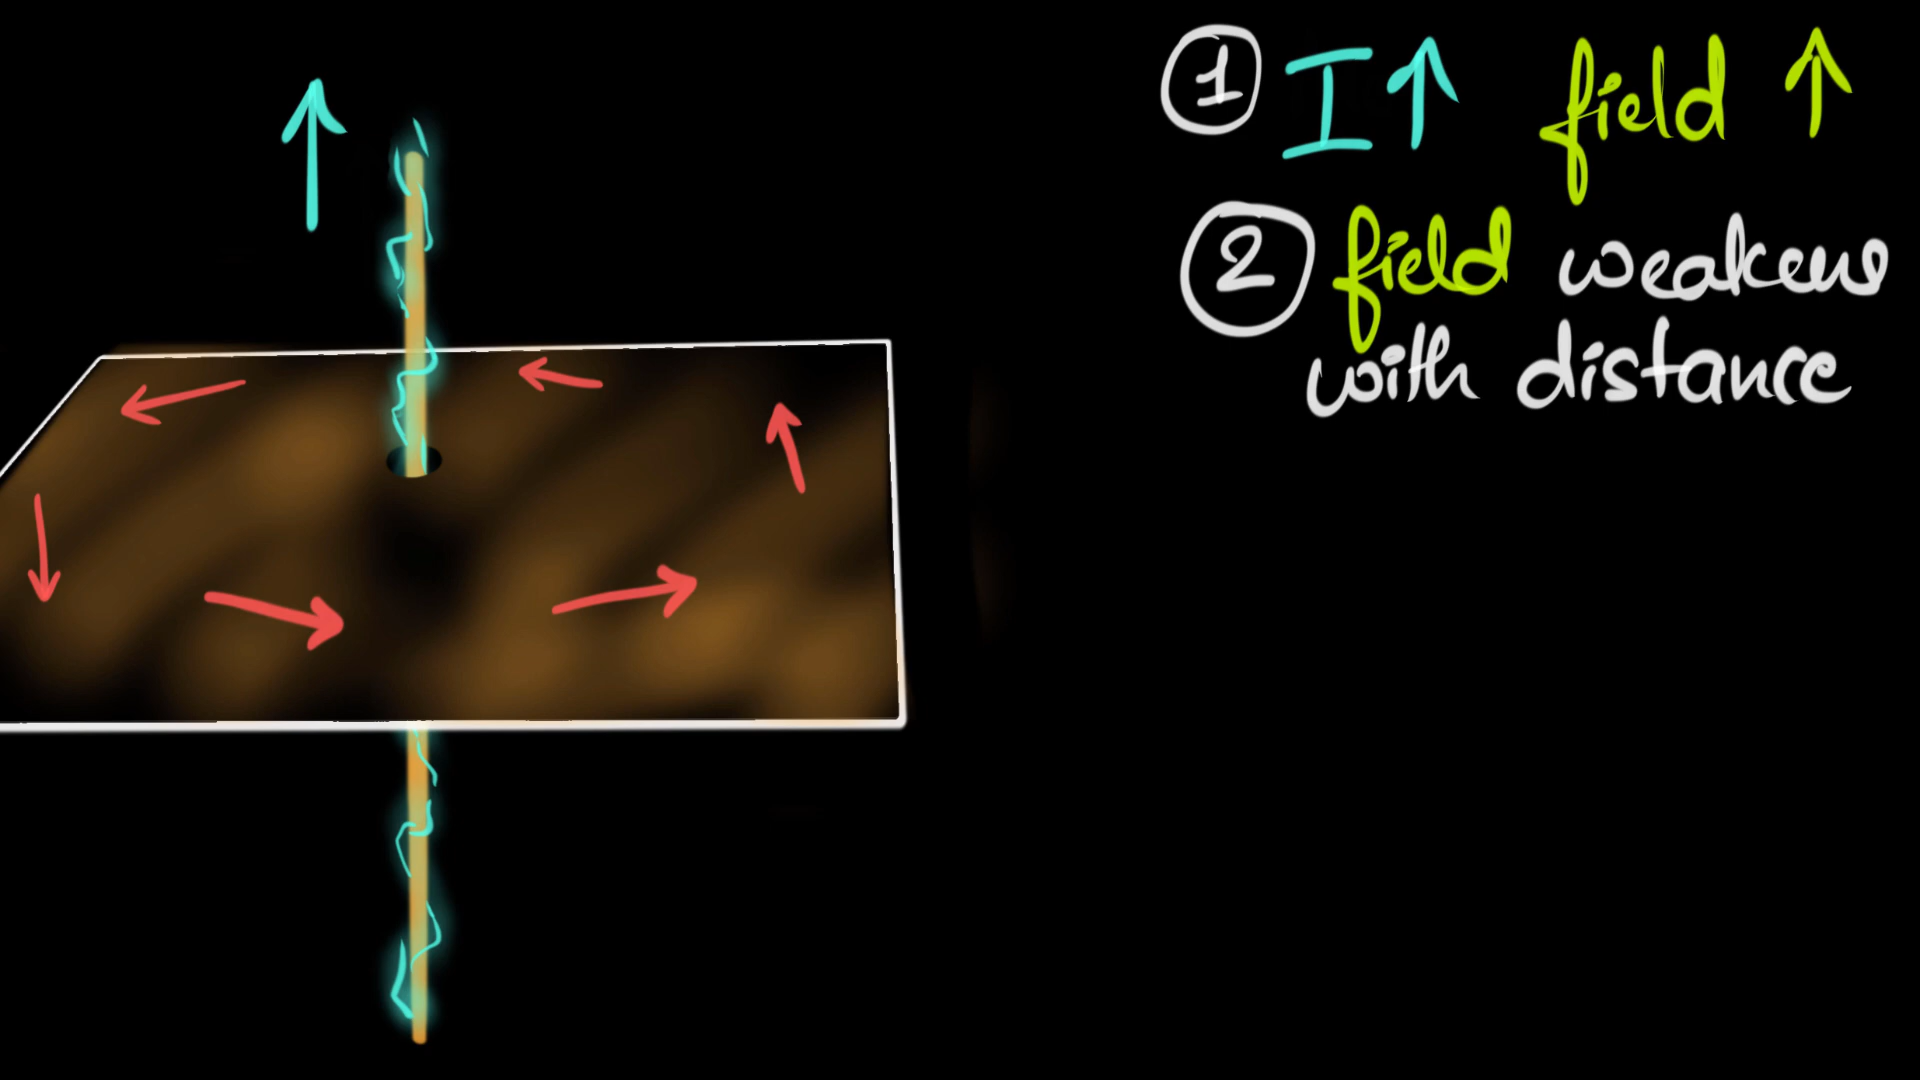 ① I↑ field ↑
② field weakens
with distance